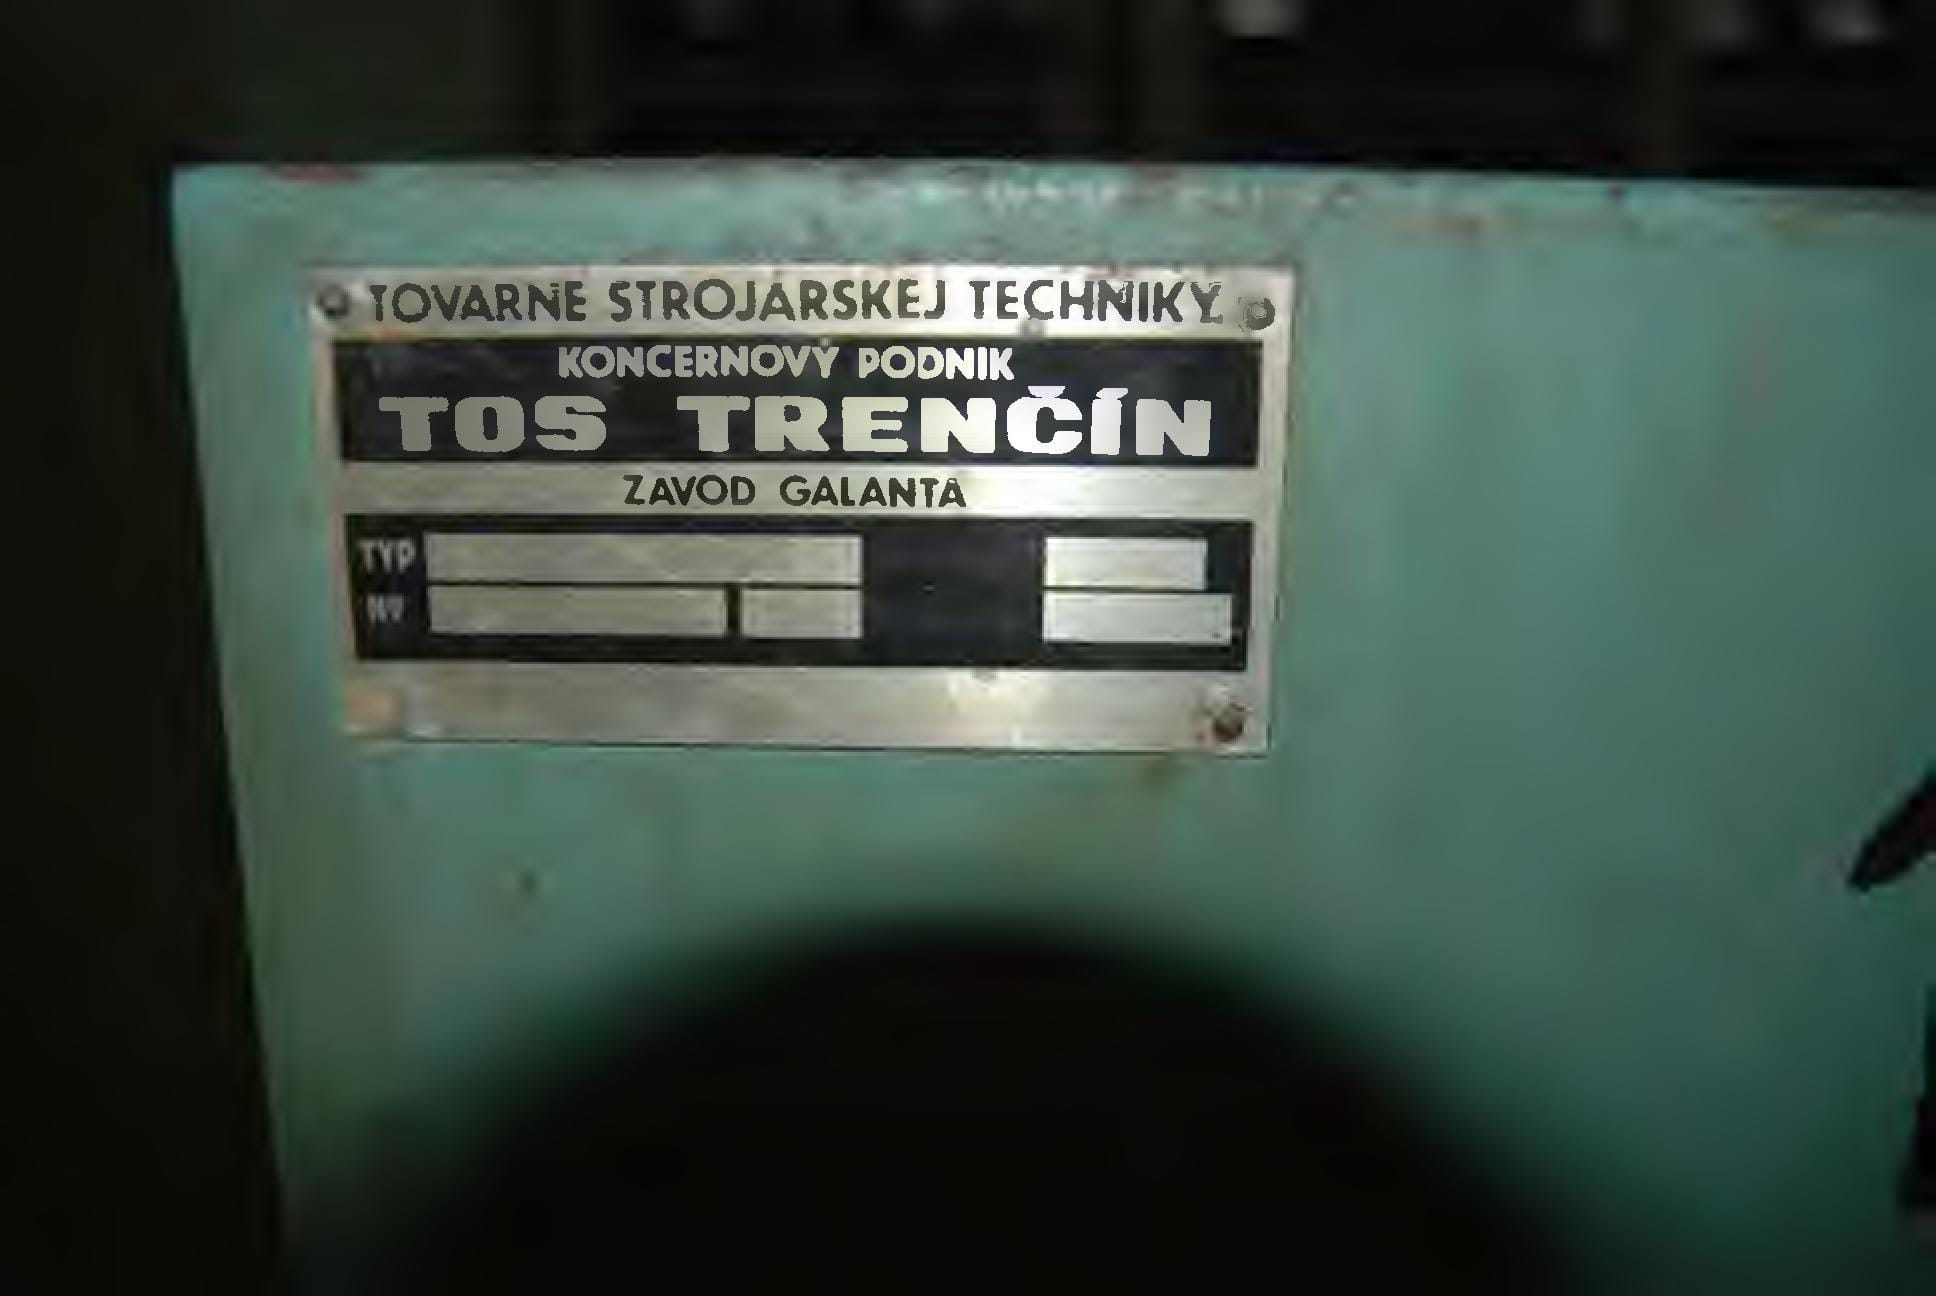 TOVARNE STROJARSKEJ TECHNIKY
KONCERNOVÝ PODNIK
TOS TRENČÍN
ZAVOD GALANTA
TYP